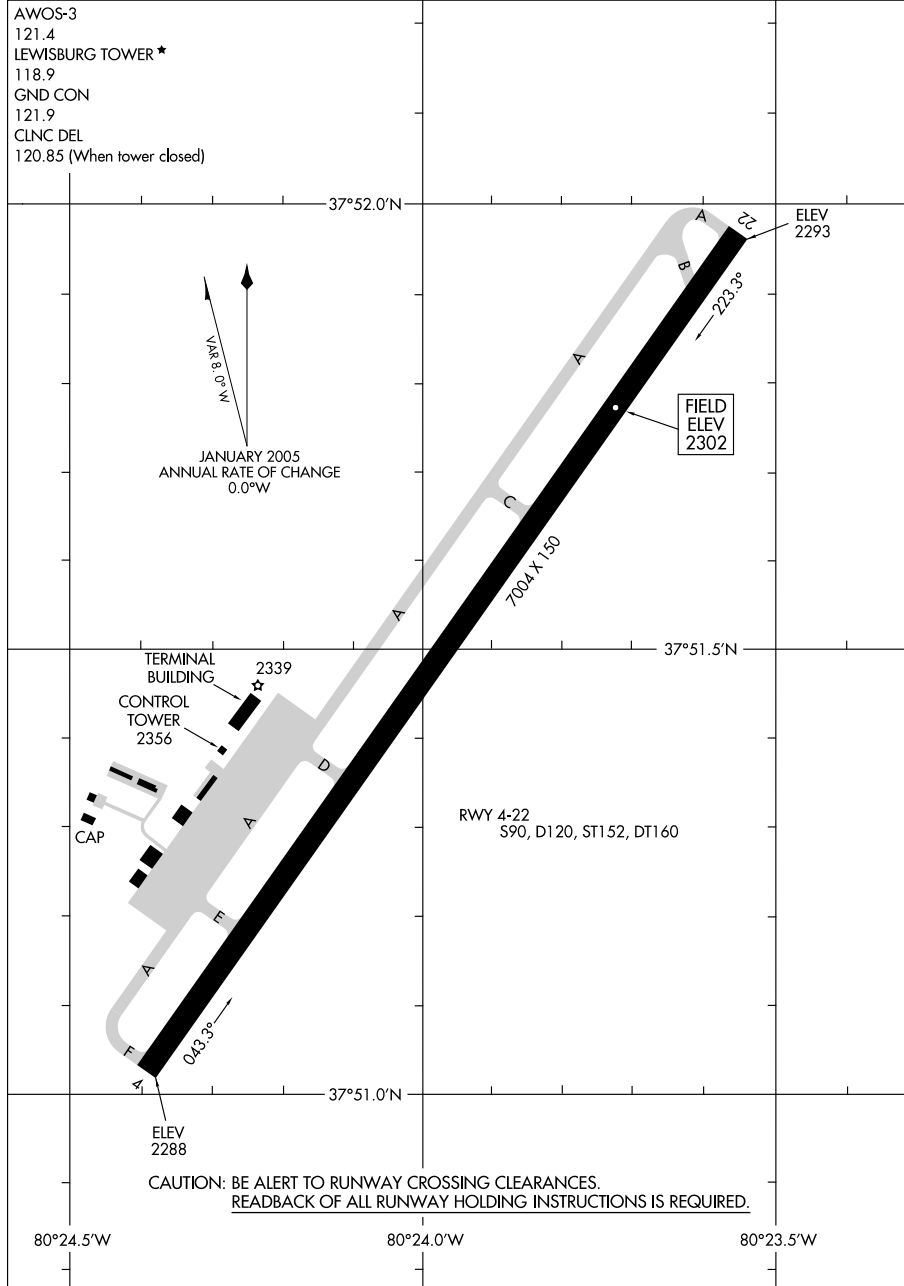 AWOS-3
121.4
LEWISBURG TOWER ★
118.9
GND CON
121.9
CLNC DEL
120.85 (When tower closed)
37°52.0'N
A
22
ELEV
2293
B
223.3°
VAR 8.0° W
A
FIELD
ELEV
2302
JANUARY 2005
ANNUAL RATE OF CHANGE
0.0°W
C
7004 X 150
A
37°51.5'N
TERMINAL
BUILDING
2339
CONTROL
TOWER
2356
D
A
CAP
RWY 4-22
S90, D120, ST152, DT160
E
A
043.3°
F
4
37°51.0'N
ELEV
2288
CAUTION: BE ALERT TO RUNWAY CROSSING CLEARANCES.
READBACK OF ALL RUNWAY HOLDING INSTRUCTIONS IS REQUIRED.
80°24.5'W
80°24.0'W
80°23.5'W